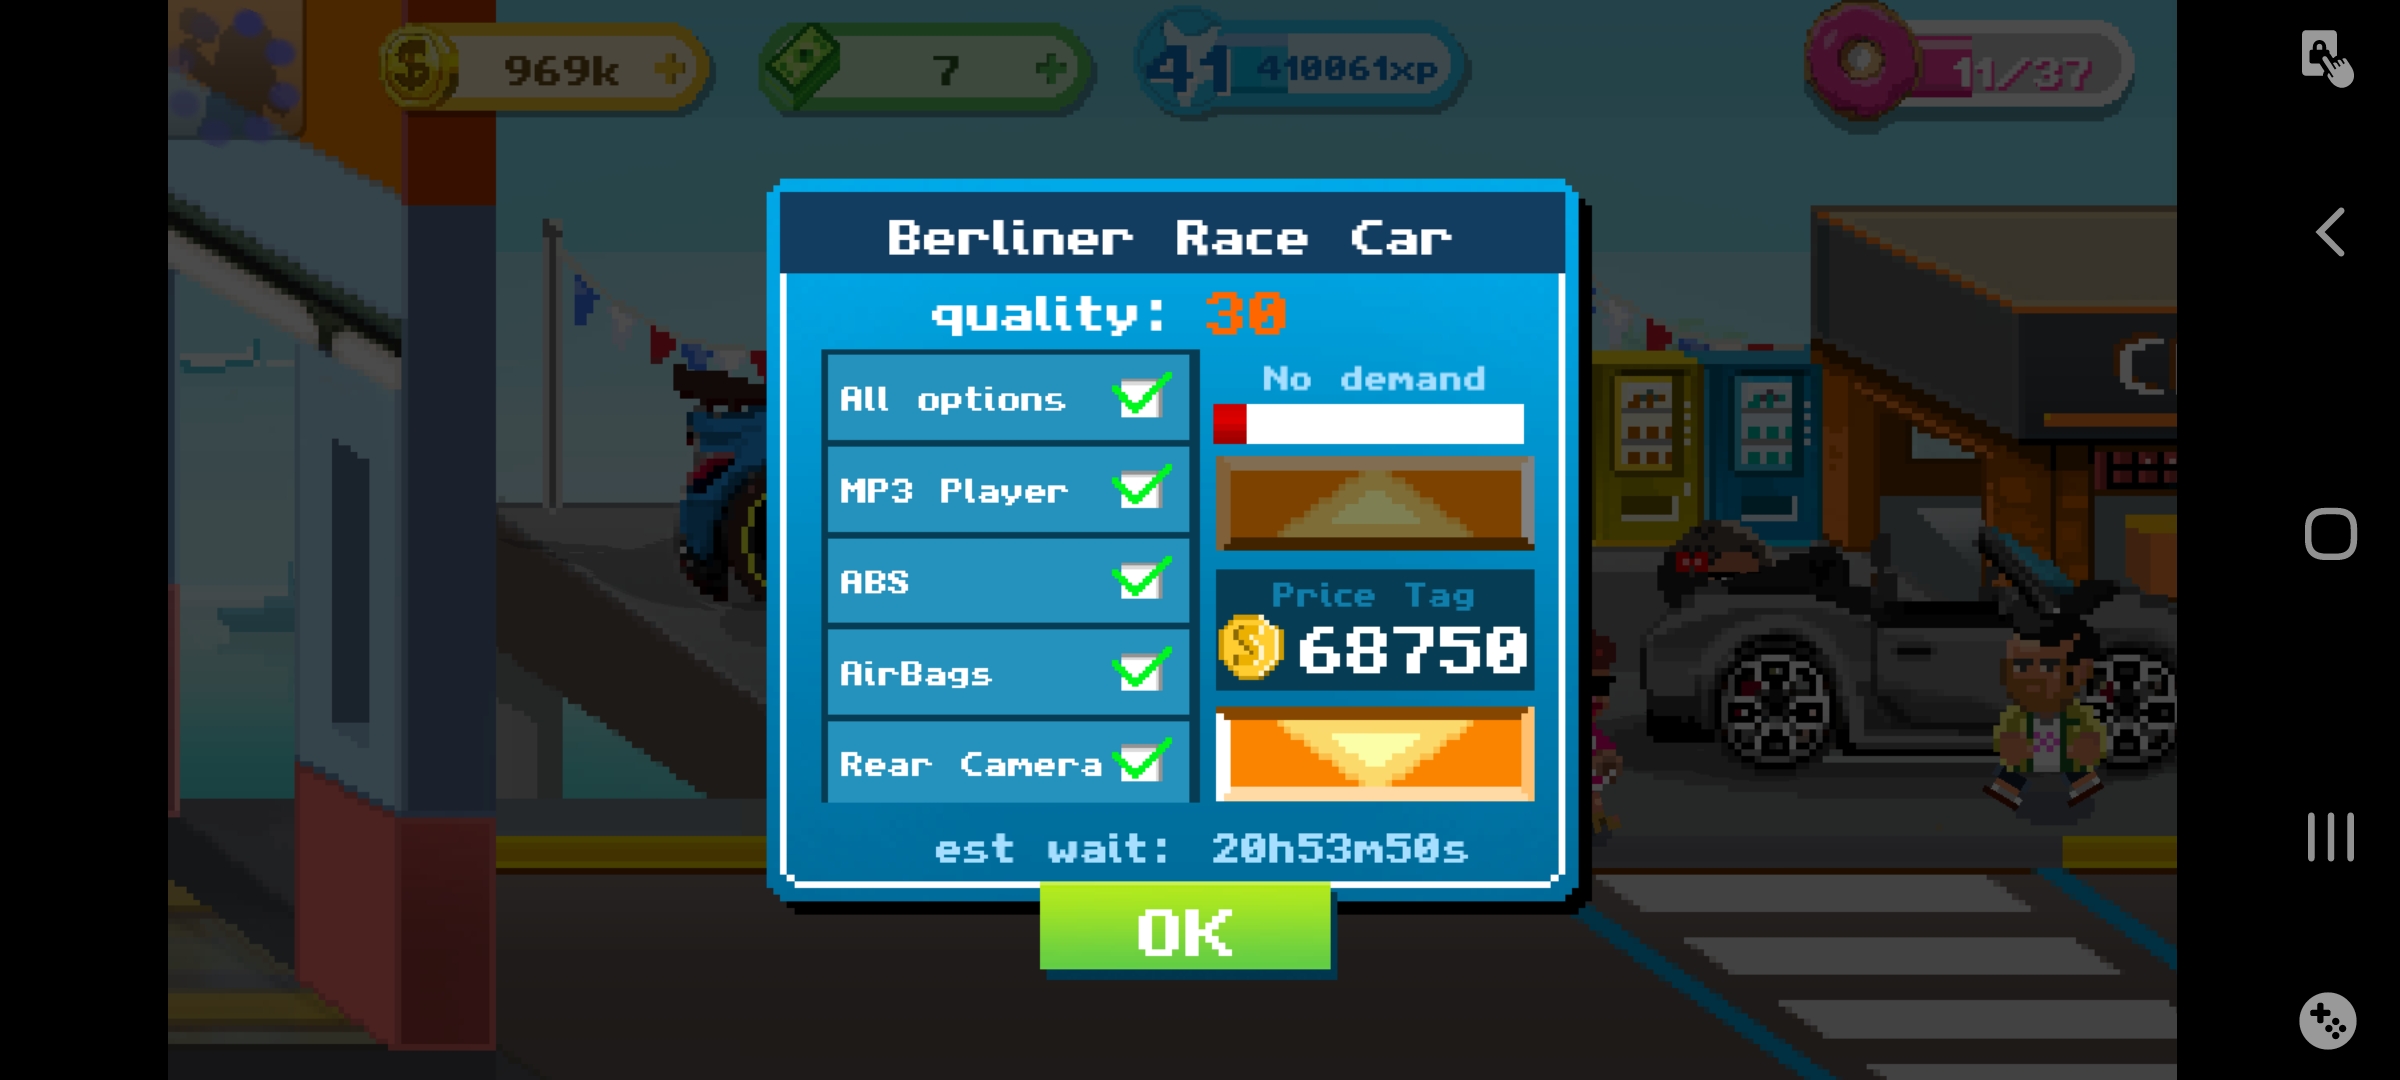 969k
7
41 410061xp
11/37
Berliner Race Car
quality: 30
All options
MP3 Player
ABS
AirBags
Rear Camera
No demand
Price Tag
68750
est wait: 20h53m50s
OK